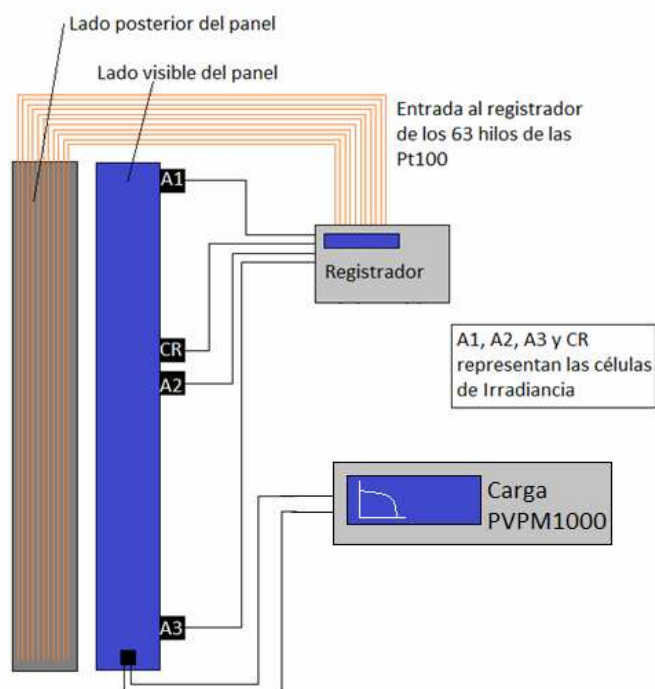 Lado posterior del panel
Lado visible del panel
Entrada al registrador
de los 63 hilos de las
Pt100
A1
Registrador
CR
A2
A1, A2, A3 y CR
representan las células
de Irradiancia
Carga
PVPM1000
A3